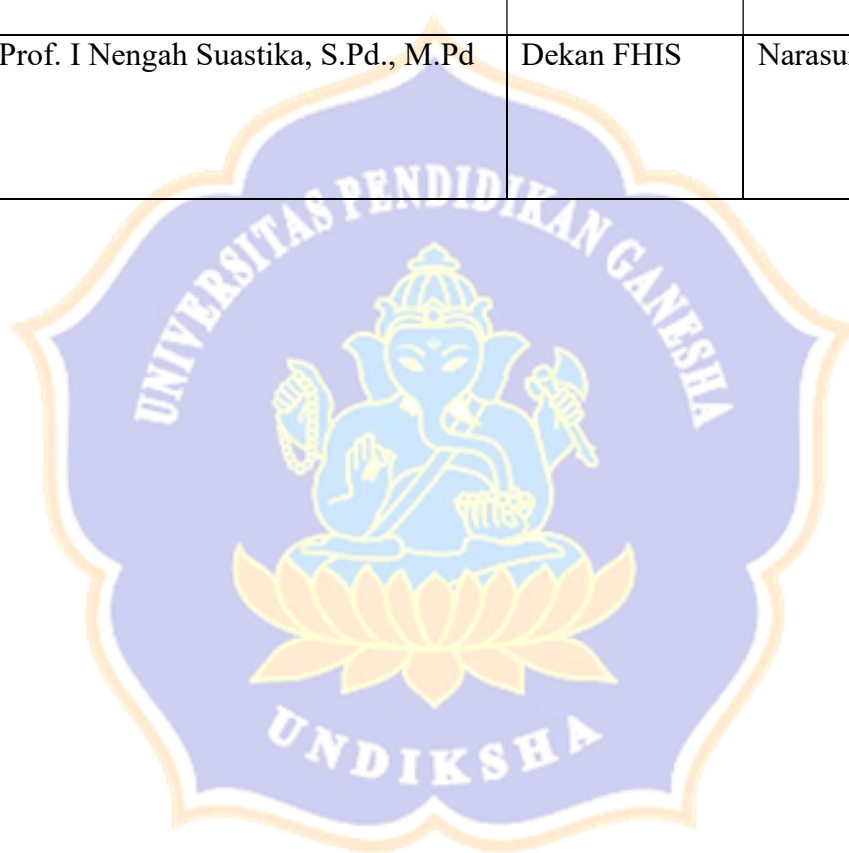 Prof. I Nengah Suastika, S.Pd., M.Pd Dekan FHIS
UNIVERSITAS PENDIDIKAN GANESHA
UNDIKSHA